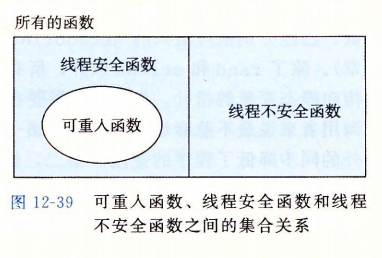 所有的函数
线程安全函数
可重入函数
线程不安全函数
图 12-39 可重入函数、线程安全函数和线程
不安全函数之间的集合关系